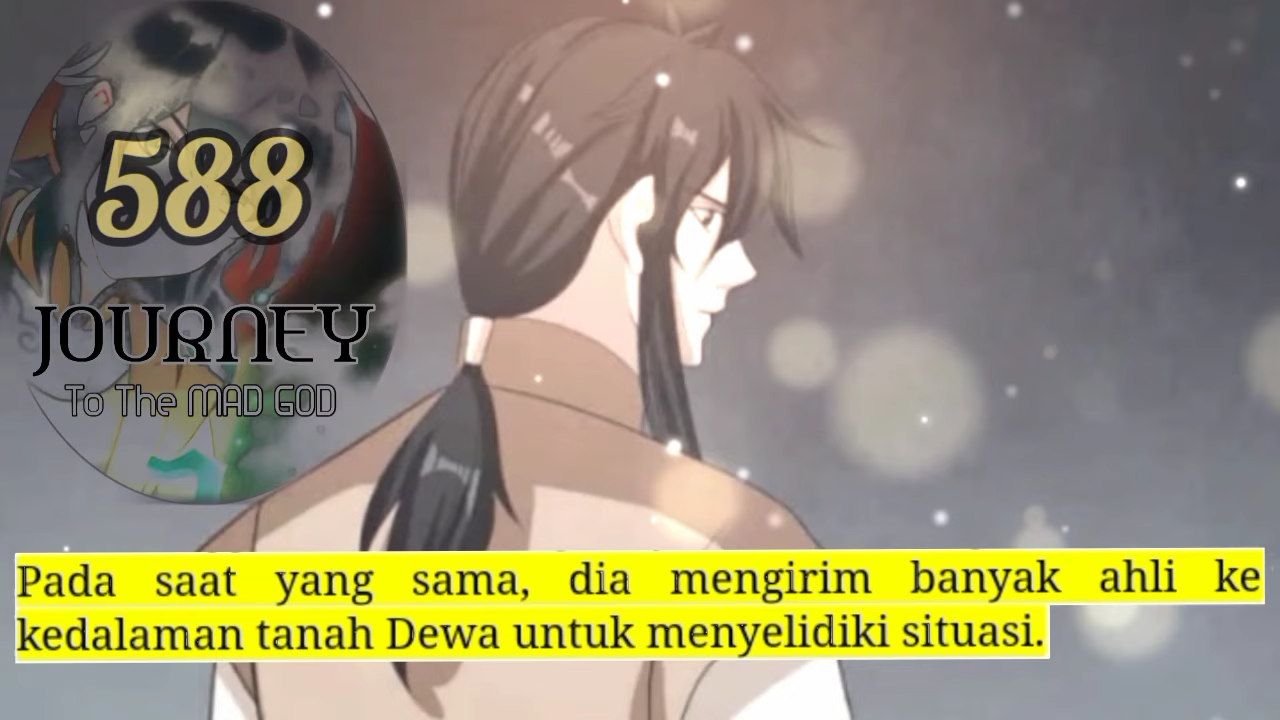 588
JOURNEY
To The MAD GOD
Pada saat yang sama, dia mengirim banyak ahli ke
kedalaman tanah Dewa untuk menyelidiki situasi.